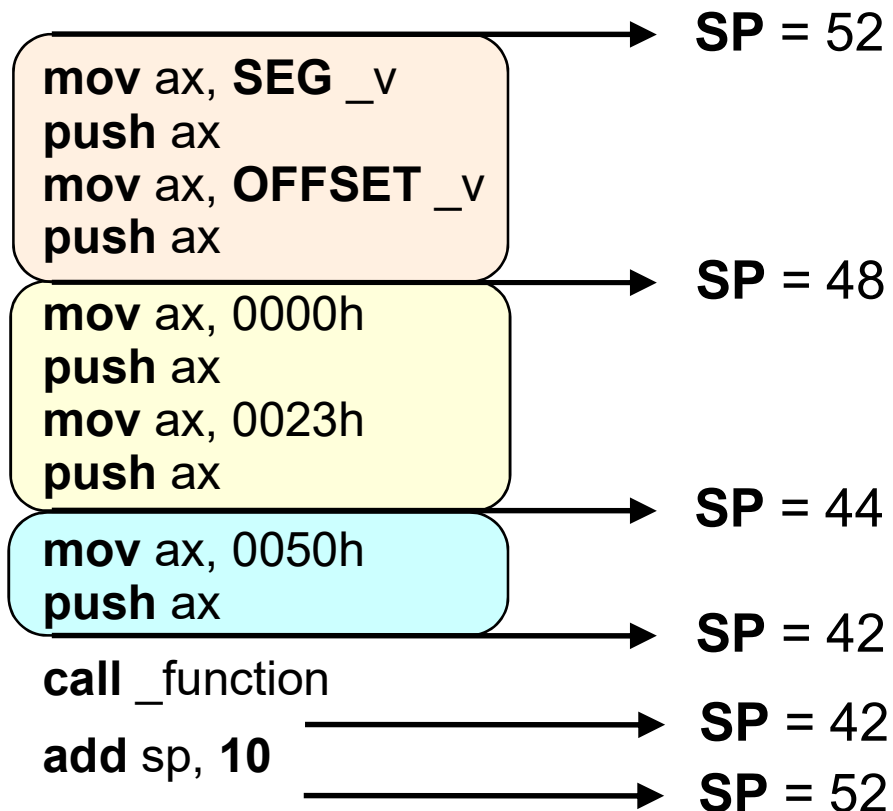 SP = 52
mov ax, SEG _v
push ax
mov ax, OFFSET _v
push ax
SP = 48
mov ax, 0000h
push ax
mov ax, 0023h
push ax
SP = 44
mov ax, 0050h
push ax
SP = 42
call _function
SP = 42
add sp, 10
SP = 52